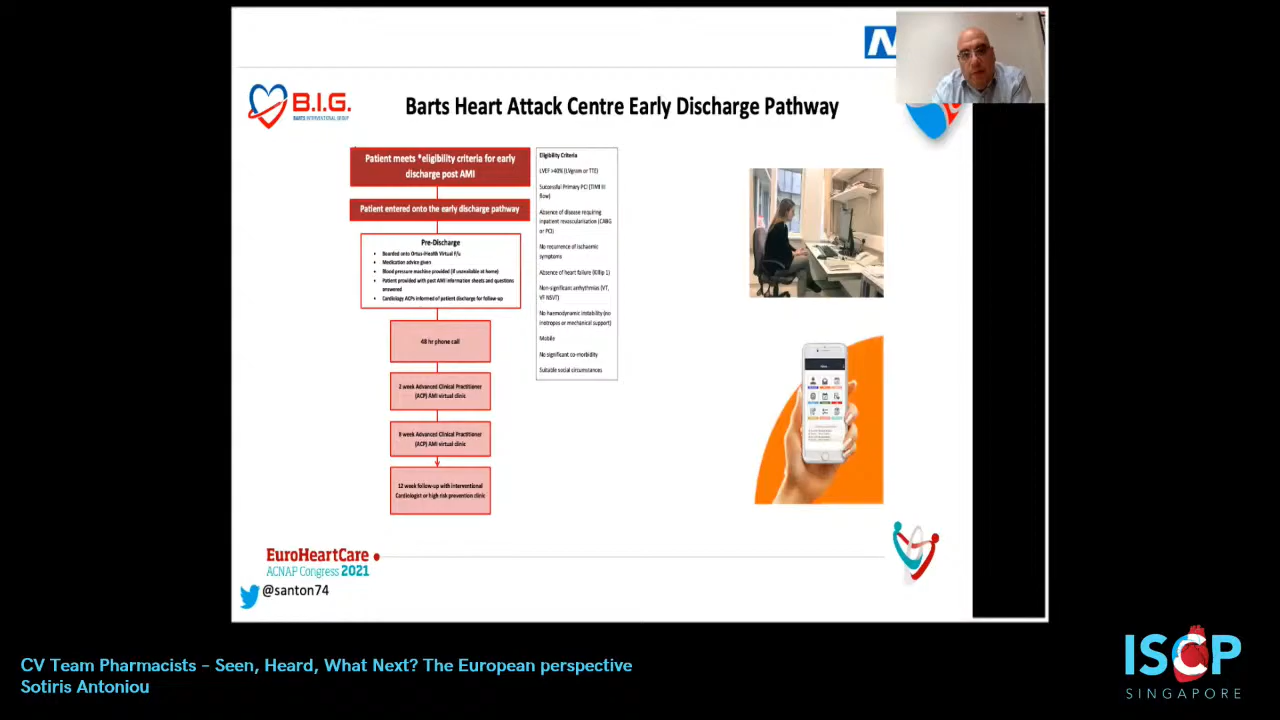 N
B.I.G.
BARTS INTERVENTIONAL GROUP
Barts Heart Attack Centre Early Discharge Pathway
Patient meets *eligibility criteria for early
discharge post AMI
Patient entered onto the early discharge pathway
Pre-Discharge
• Boarded onto Ortus-iHealth Virtual F/u
• Medication advice given
• Blood pressure machine provided (if unavailable at home)
• Patient provided with post AMI information sheets and questions
answered
• Cardiology ACPs informed of patient discharge for follow-up
48 hr phone call
2 week Advanced Clinical Practitioner
(ACP) AMI virtual clinic
8 week Advanced Clinical Practitioner
(ACP) AMI virtual clinic
12 week follow-up with interventional
Cardiologist or high risk prevention clinic
Eligibility Criteria
LVEF >40% (LVgram or TTE)
Successful Primary PCI (TIMI III
flow)
Absence of disease requiring
inpatient revascularisation (CABG
or PCI)
No recurrence of ischaemic
symptoms
Absence of heart failure (Killip 1)
Non-significant arrhythmias (VT,
VF NSVT)
No haemodynamic instability (no
inotropes or mechanical support)
Mobile
No significant co-morbidity
Suitable social circumstances
EuroHeartCare
ACNAP Congress 2021
@santon74
CV Team Pharmacists – Seen, Heard, What Next? The European perspective
Sotiris Antoniou
ISCP
SINGAPORE